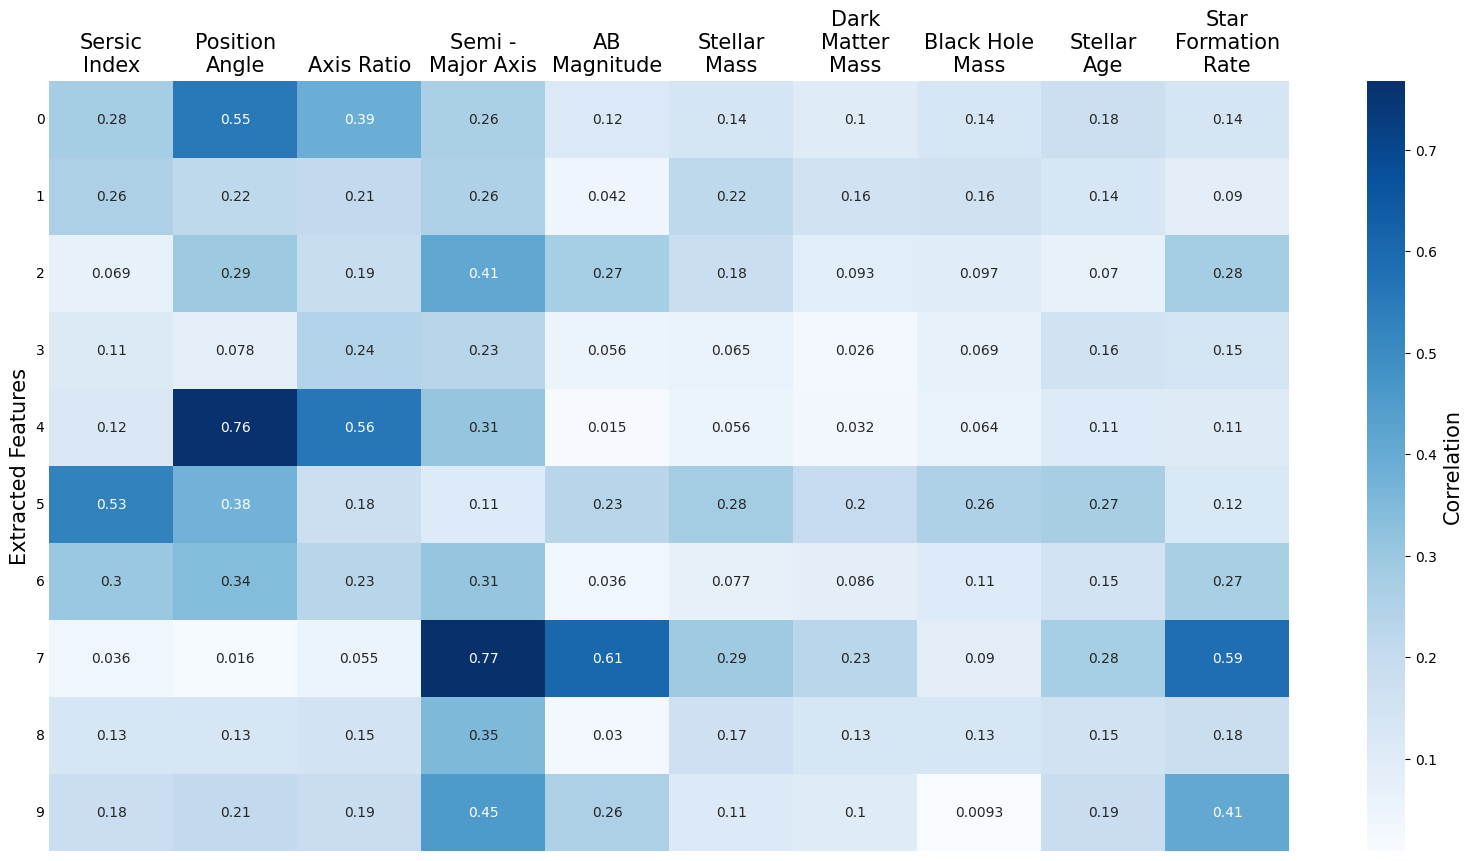 Sersic
Index
Position
Angle
Axis Ratio
Semi -
Major Axis
AB
Magnitude
Stellar
Mass
Dark
Matter
Mass
Black Hole
Mass
Stellar
Age
Star
Formation
Rate
Extracted Features
0 0.28 0.55 0.39 0.26 0.12 0.14 0.1 0.14 0.18 0.14
1 0.26 0.22 0.21 0.26 0.042 0.22 0.16 0.16 0.14 0.09
2 0.069 0.29 0.19 0.41 0.27 0.18 0.093 0.097 0.07 0.28
3 0.11 0.078 0.24 0.23 0.056 0.065 0.026 0.069 0.16 0.15
4 0.12 0.76 0.56 0.31 0.015 0.056 0.032 0.064 0.11 0.11
5 0.53 0.38 0.18 0.11 0.23 0.28 0.2 0.26 0.27 0.12
6 0.3 0.34 0.23 0.31 0.036 0.077 0.086 0.11 0.15 0.27
7 0.036 0.016 0.055 0.77 0.61 0.29 0.23 0.09 0.28 0.59
8 0.13 0.13 0.15 0.35 0.03 0.17 0.13 0.13 0.15 0.18
9 0.18 0.21 0.19 0.45 0.26 0.11 0.1 0.0093 0.19 0.41
0.7
0.6
0.5
0.4
0.3
0.2
0.1
Correlation